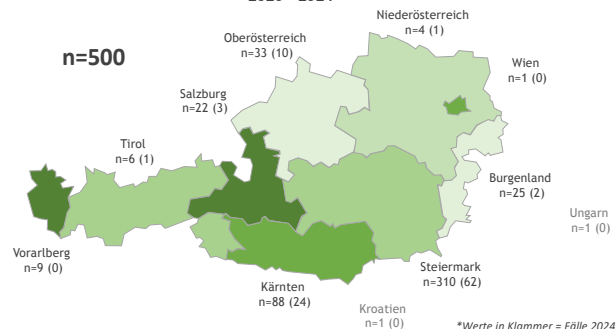 n=500
Niederösterreich
n=4 (1)
Oberösterreich
n=33 (10)
Wien
n=1 (0)
Salzburg
n=22 (3)
Tirol
n=6 (1)
Burgenland
n=25 (2)
Ungarn
n=1 (0)
Vorarlberg
n=9 (0)
Steiermark
n=310 (62)
Kärnten
n=88 (24)
Kroatien
n=1 (0)
*Werte in Klammer = Fälle 2024